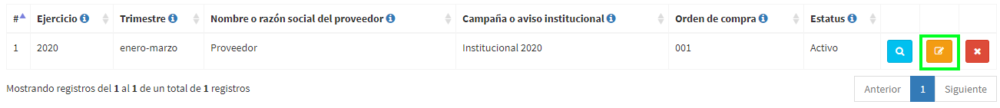 # Ejercicio Trimestre Nombre o razón social del proveedor Campaña o aviso institucional Orden de compra Estatus
1 2020 enero-marzo Proveedor Institucional 2020 001 Activo
Mostrando registros del 1 al 1 de un total de 1 registros Anterior 1 Siguiente